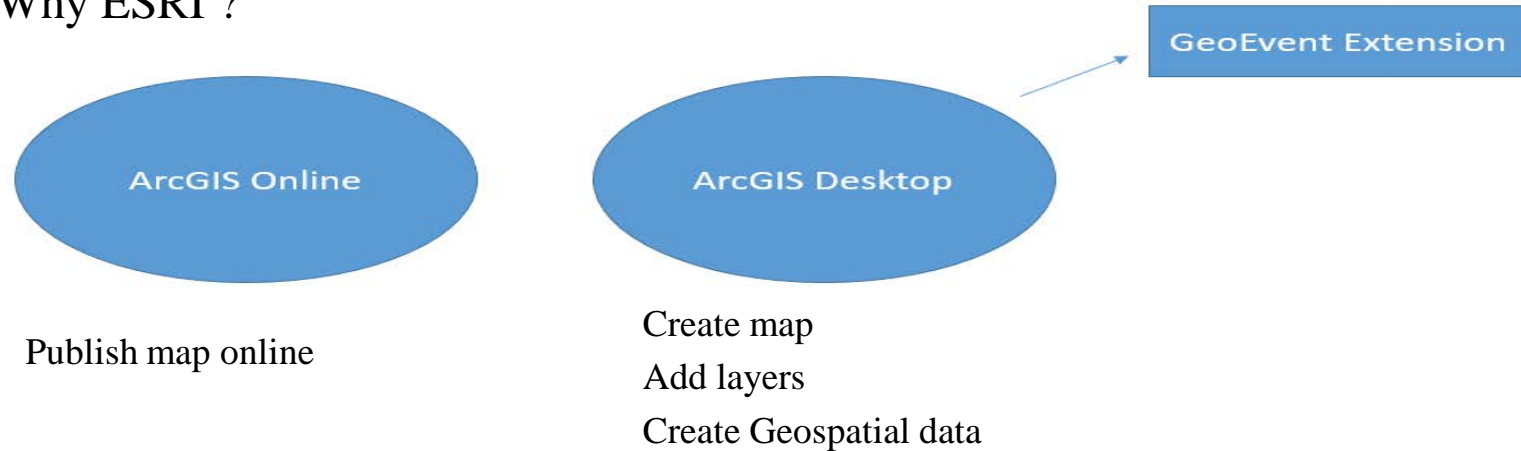 Why ESRI ?
GeoEvent Extension
ArcGIS Online
ArcGIS Desktop
Publish map online
Create map
Add layers
Create Geospatial data